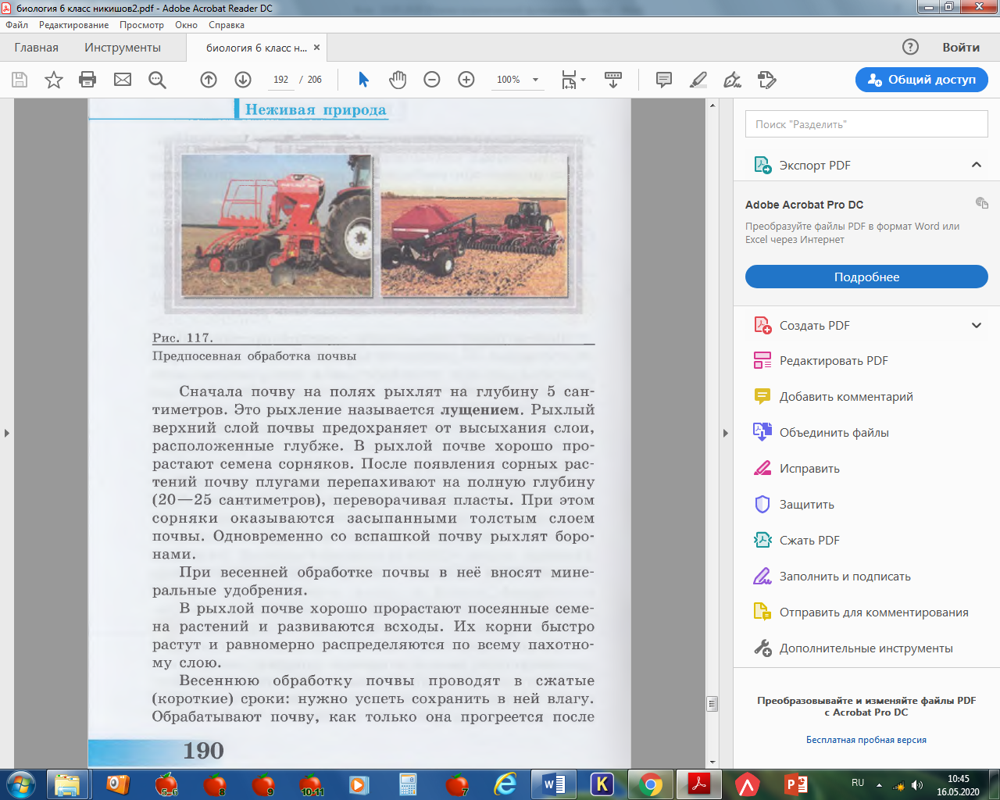 биология 6 класс никишов2.pdf - Adobe Acrobat Reader DC
Файл Редактирование Просмотр Окно Справка
Главная Инструменты биология 6 класс н... × Войти
192 / 206 100% Общий доступ
Неживая природа
Рис. 117.
Предпосевная обработка почвы
Сначала почву на полях рыхлят на глубину 5 сан-
тиметров. Это рыхление называется лущением. Рыхлый
верхний слой почвы предохраняет от высыхания слои,
расположенные глубже. В рыхлой почве хорошо про-
растают семена сорняков. После появления сорных рас-
тений почву плугами перепахивают на полную глубину
(20—25 сантиметров), переворачивая пласты. При этом
сорняки оказываются засыпанными толстым слоем
почвы. Одновременно со вспашкой почву рыхлят боро-
нами.
При весенней обработке почвы в неё вносят мине-
ральные удобрения.
В рыхлой почве хорошо прорастают посеянные семе-
на растений и развиваются всходы. Их корни быстро
растут и равномерно распределяются по всему пахотно-
му слою.
Весеннюю обработку почвы проводят в сжатые
(короткие) сроки: нужно успеть сохранить в ней влагу.
Обрабатывают почву, как только она прогреется после
190
Поиск "Разделить"
Экспорт PDF
Adobe Acrobat Pro DC
Преобразуйте файлы PDF в формат Word или
Excel через Интернет
Подробнее
Создать PDF
Редактировать PDF
Добавить комментарий
Объединить файлы
Исправить
Защитить
Сжать PDF
Заполнить и подписать
Отправить для комментирования
Дополнительные инструменты
Преобразовывайте и изменяйте файлы PDF
с Acrobat Pro DC
Бесплатная пробная версия
5-6 8 9 10-11 7 RU 10:45
16.05.2020